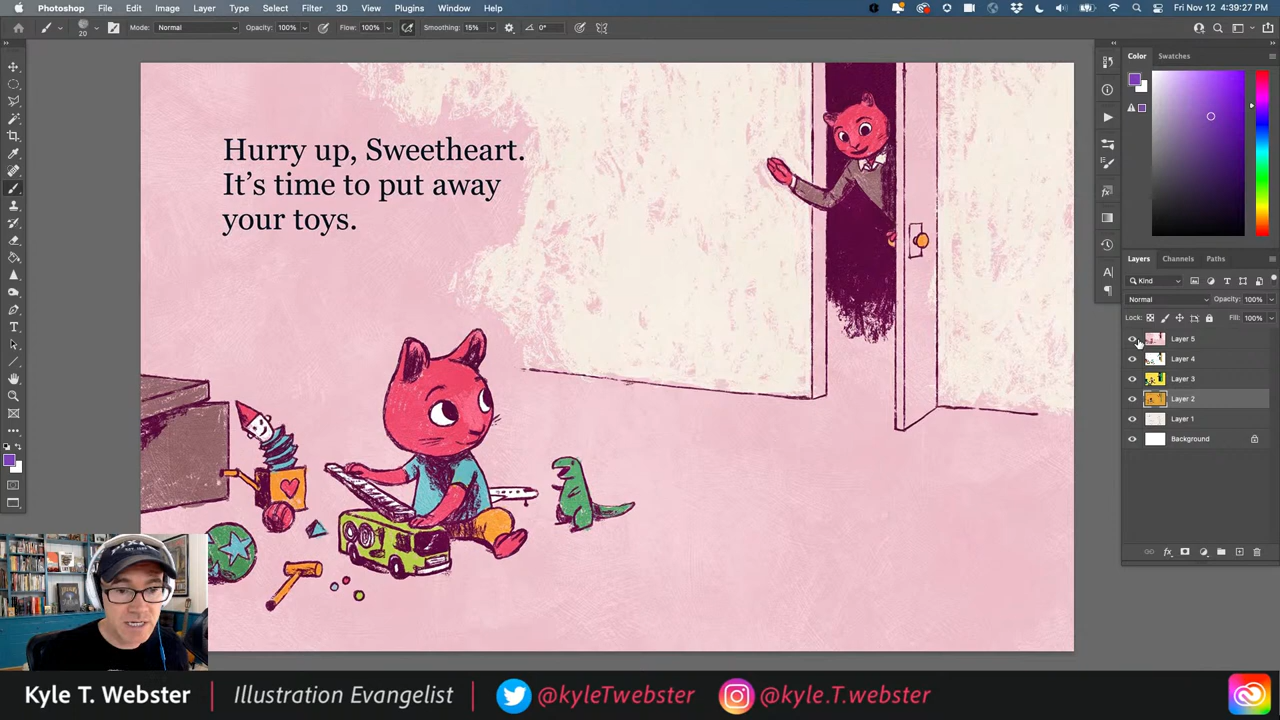 Photoshop File Edit Image Layer Type Select Filter 3D View Plugins Window Help Fri Nov 12 4:39:27 PM
20 Mode: Normal Opacity: 100% Flow: 100% Smoothing: 15% 0°
Color Swatches
Hurry up, Sweetheart.
It's time to put away
your toys.
Layers Channels Paths
Kind
Normal Opacity: 100%
Lock: Fill: 100%
Layer 5
Layer 4
Layer 3
Layer 2
Layer 1
Background
Kyle T. Webster | Illustration Evangelist | @kyleTwebster @kyle.T.webster